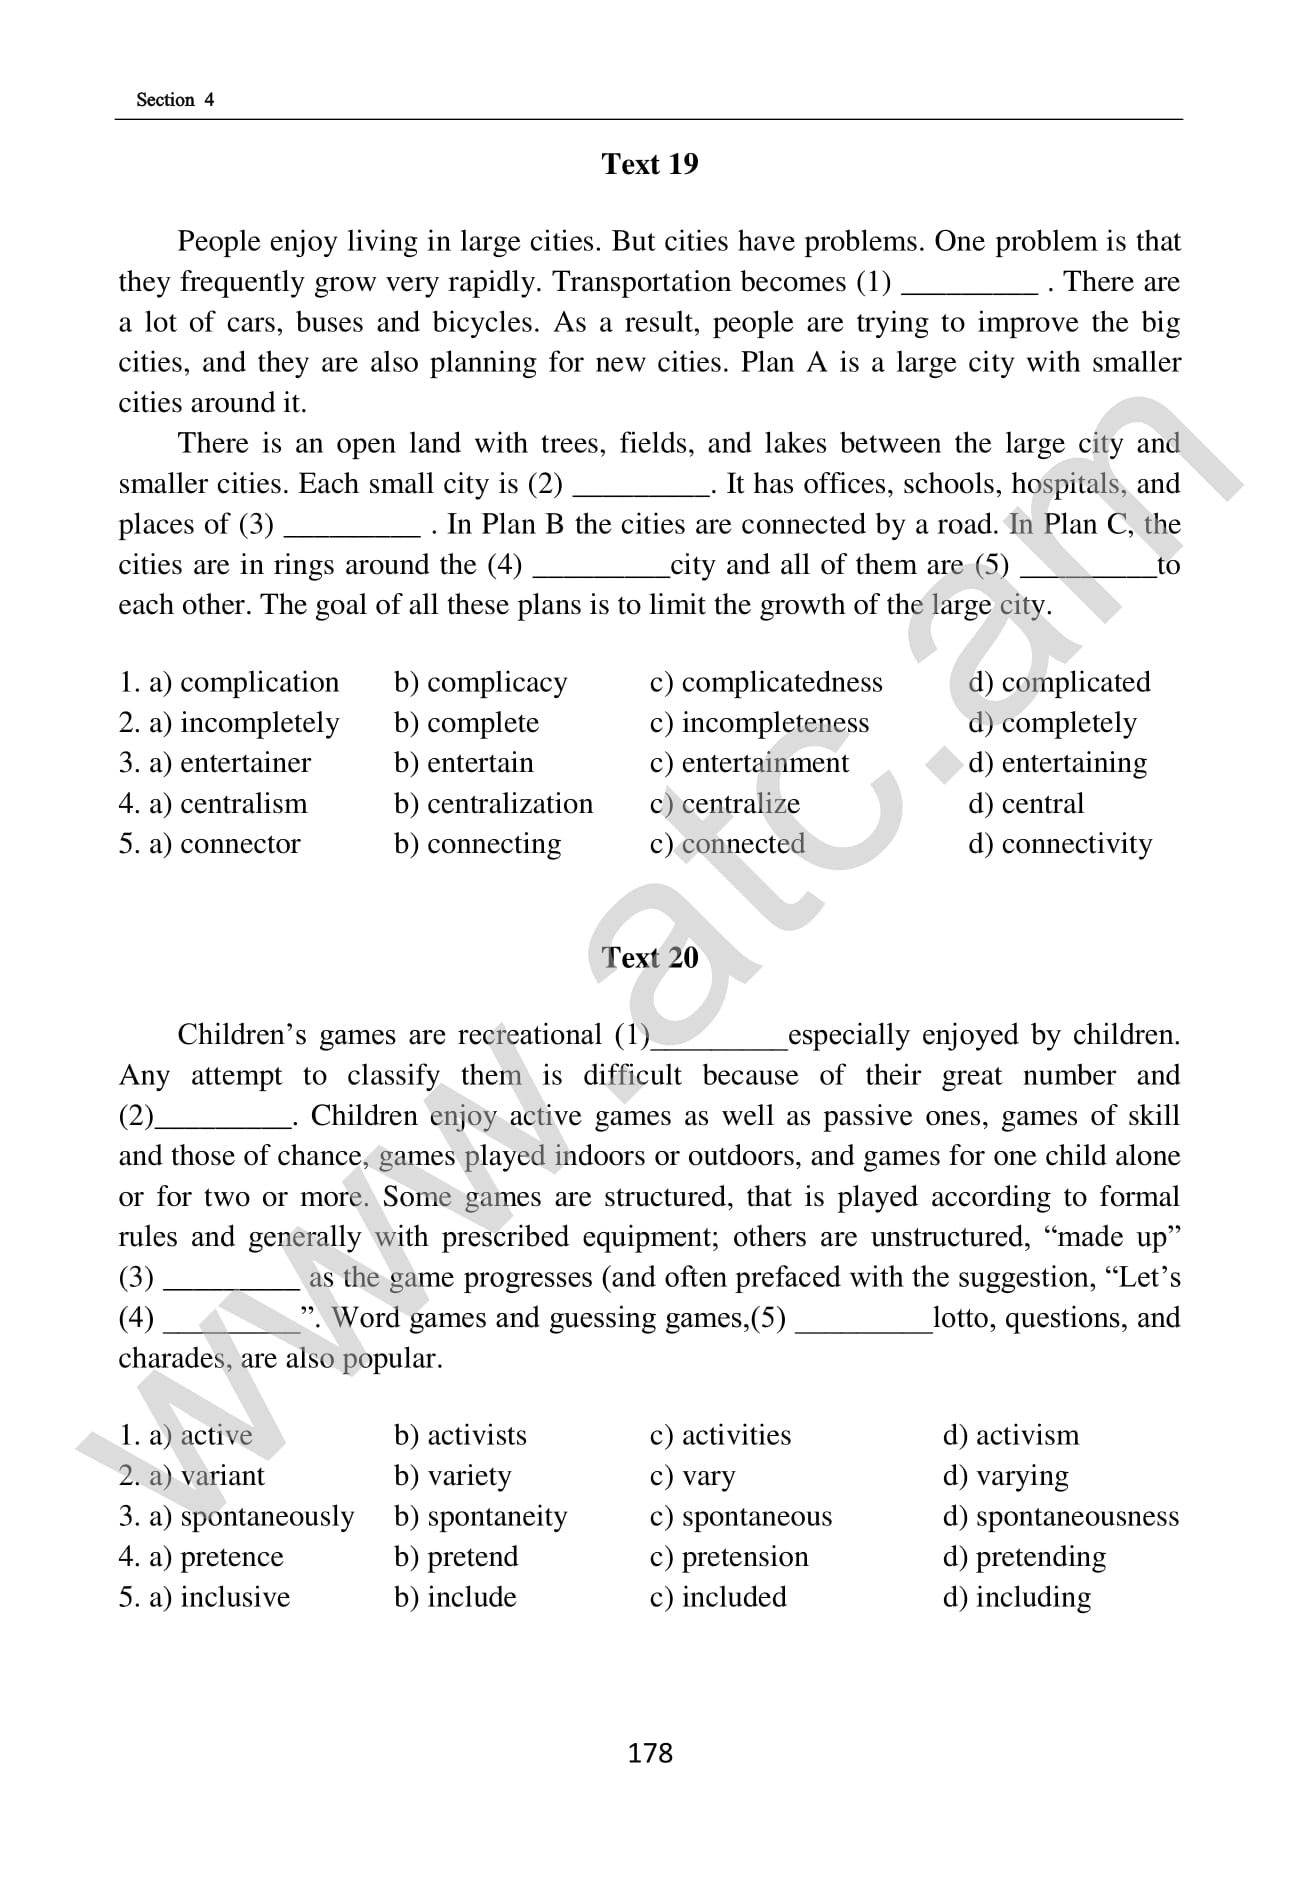 Section 4
Text 19
People enjoy living in large cities. But cities have problems. One problem is that
they frequently grow very rapidly. Transportation becomes (1) _________ . There are
a lot of cars, buses and bicycles. As a result, people are trying to improve the big
cities, and they are also planning for new cities. Plan A is a large city with smaller
cities around it.
There is an open land with trees, fields, and lakes between the large city and
smaller cities. Each small city is (2) _________. It has offices, schools, hospitals, and
places of (3) _________ . In Plan B the cities are connected by a road. In Plan C, the
cities are in rings around the (4) _________city and all of them are (5) _________to
each other. The goal of all these plans is to limit the growth of the large city.
1. a) complication b) complicacy c) complicatedness d) complicated
2. a) incompletely b) complete c) incompleteness d) completely
3. a) entertainer b) entertain c) entertainment d) entertaining
4. a) centralism b) centralization c) centralize d) central
5. a) connector b) connecting c) connected d) connectivity
Text 20
Children’s games are recreational (1)_________especially enjoyed by children.
Any attempt to classify them is difficult because of their great number and
(2)_________. Children enjoy active games as well as passive ones, games of skill
and those of chance, games played indoors or outdoors, and games for one child alone
or for two or more. Some games are structured, that is played according to formal
rules and generally with prescribed equipment; others are unstructured, “made up”
(3) _________ as the game progresses (and often prefaced with the suggestion, “Let’s
(4) _________”. Word games and guessing games,(5) _________lotto, questions, and
charades, are also popular.
1. a) active b) activists c) activities d) activism
2. a) variant b) variety c) vary d) varying
3. a) spontaneously b) spontaneity c) spontaneous d) spontaneousness
4. a) pretence b) pretend c) pretension d) pretending
5. a) inclusive b) include c) included d) including
178
www.atc.am